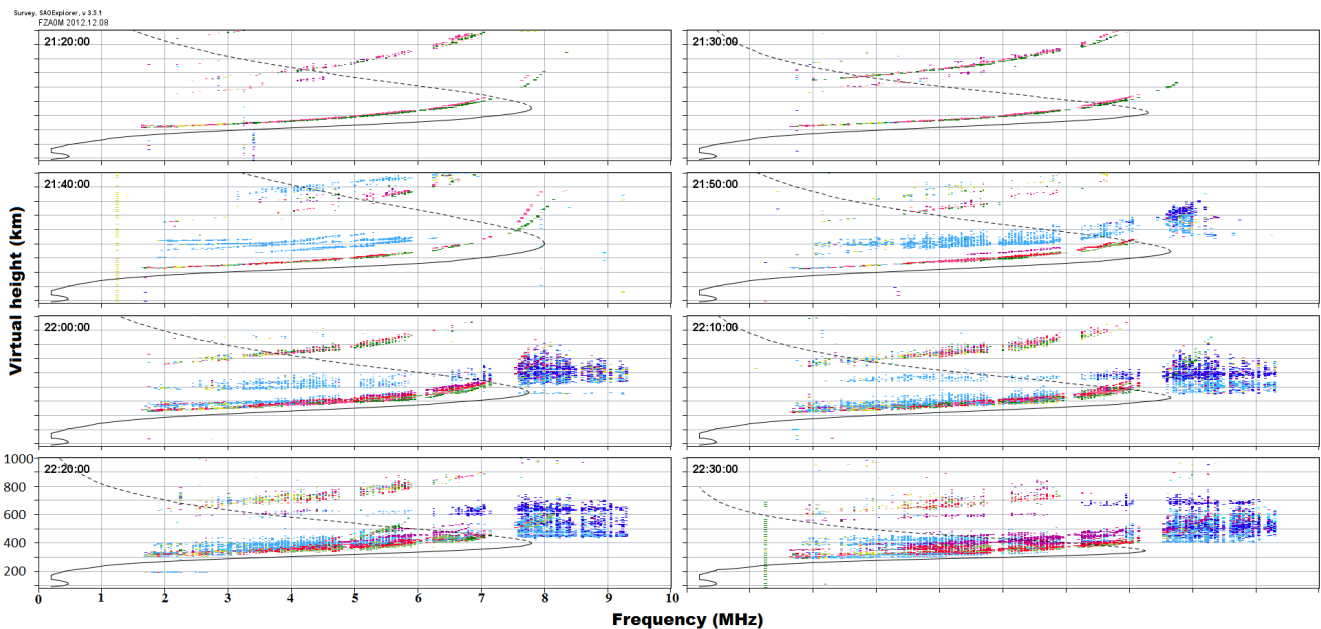 Survey, SAOExplorer, v 3.5.1
FZA0M 2012.12.08
21:20:00
21:30:00
21:40:00
21:50:00
22:00:00
22:10:00
22:20:00
22:30:00
Virtual height (km)
1000
800
600
400
200
0 1 2 3 4 5 6 7 8 9 10
Frequency (MHz)